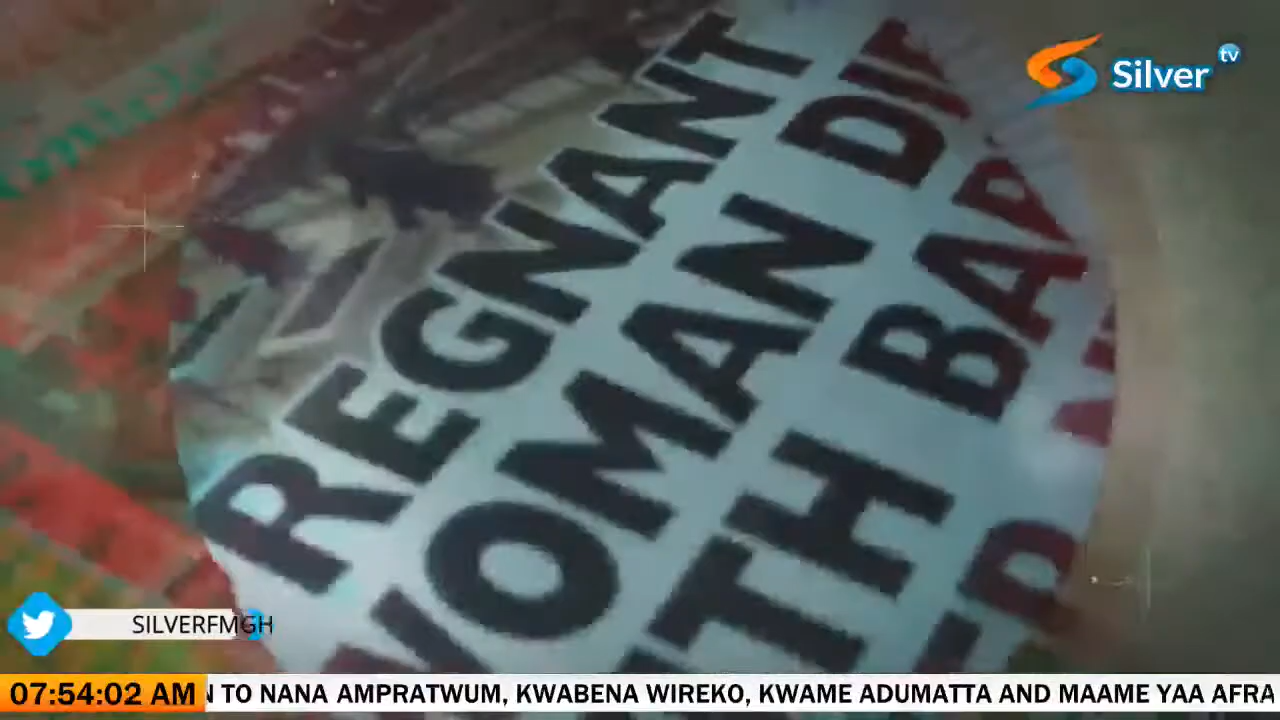 Silver tv
REGNANT
WOMAN DI
ITH BAB
SILVERFMGH
07:54:02 AM
N TO NANA AMPRATWUM, KWABENA WIREKO, KWAME ADUMATTA AND MAAME YAA AFRA